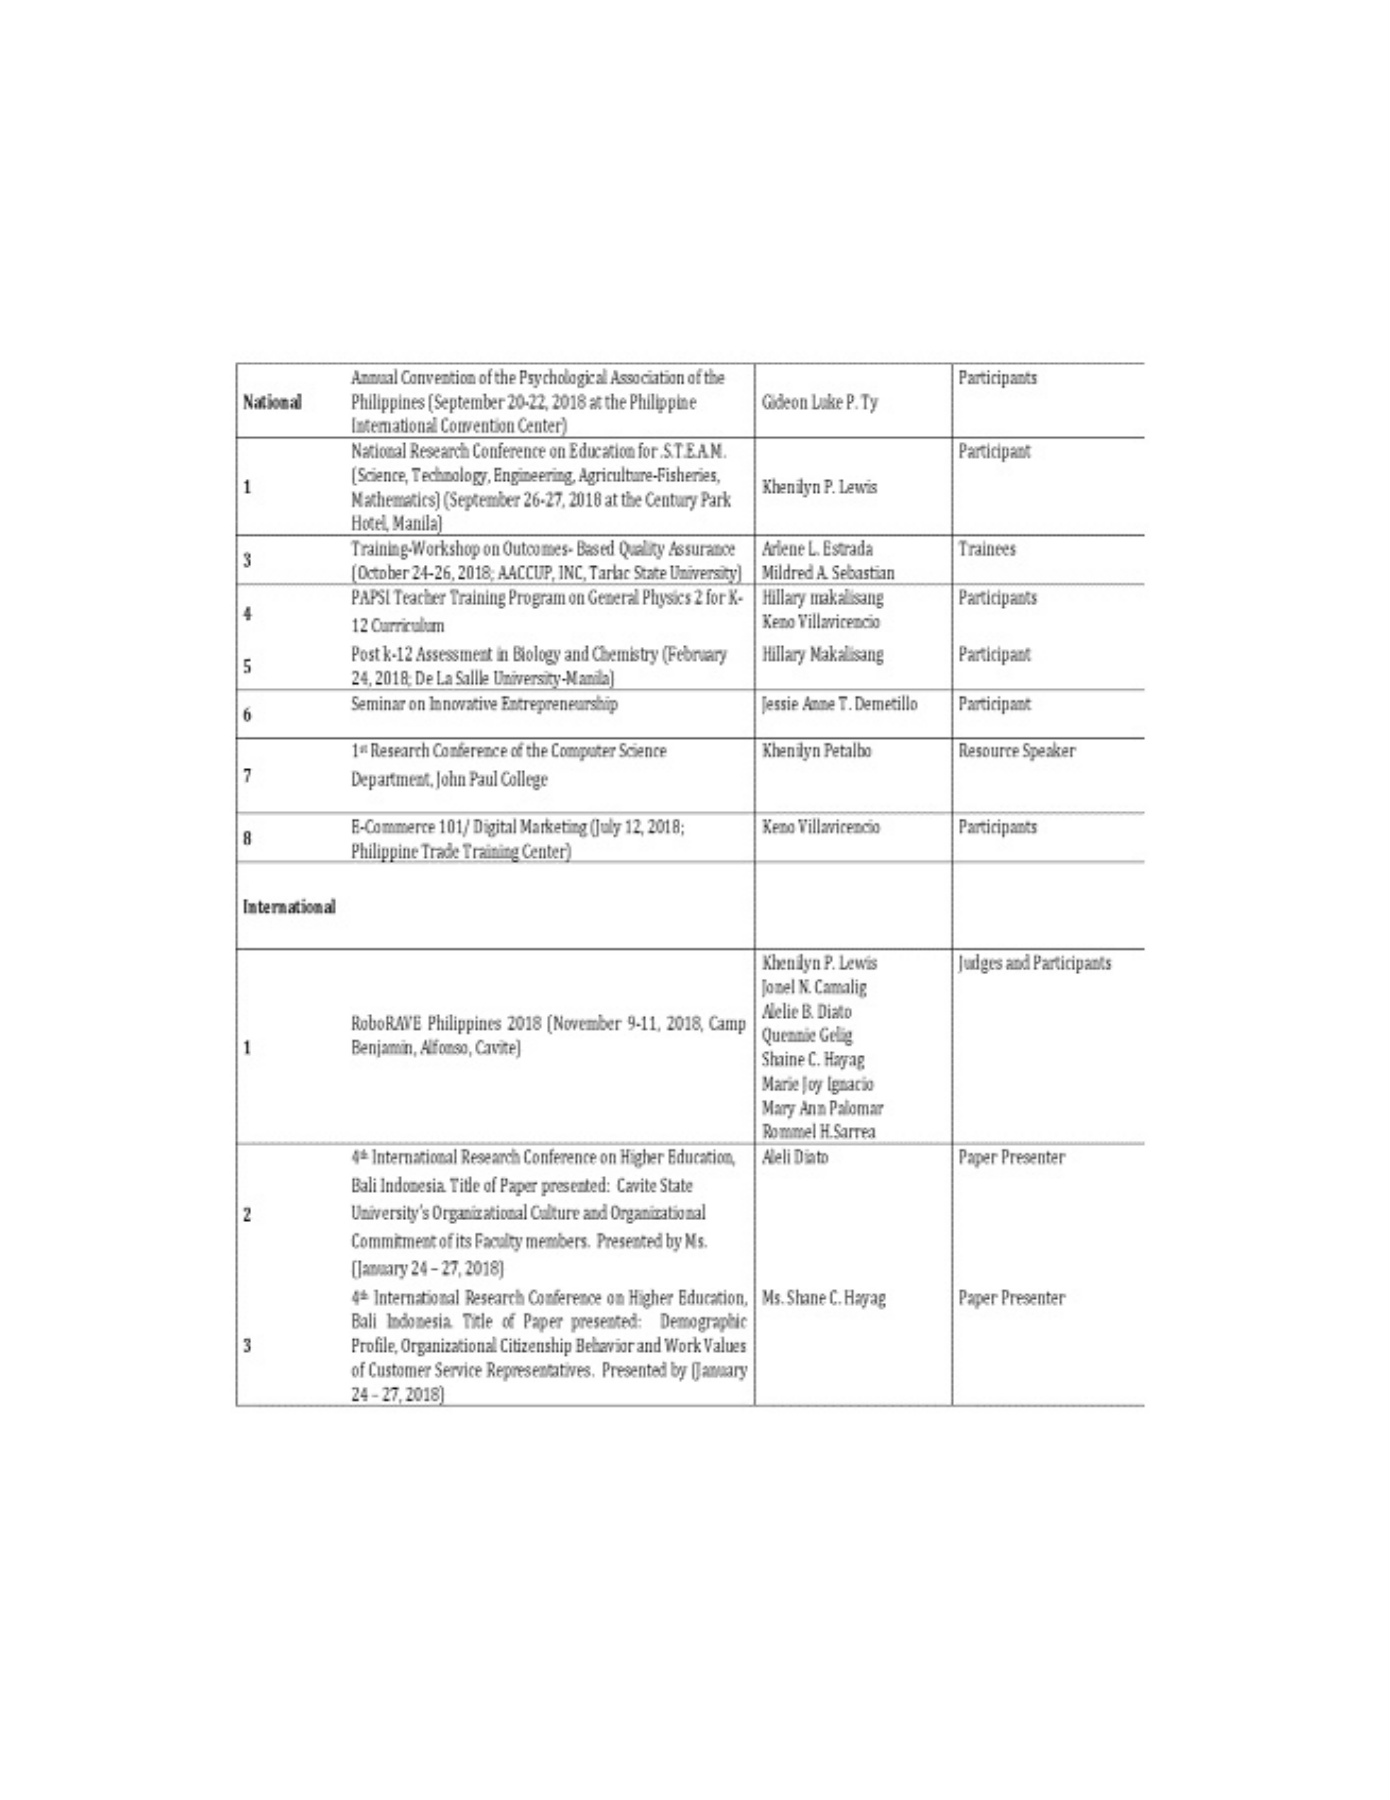 National
Annual Convention of the Psychological Association of the
Philippines (September 20-22, 2018 at the Philippine
International Convention Center)
Gideon Luke P. Ty
Participants
1
National Research Conference on Education for .S.T.E.A.M.
(Science, Technology, Engineering, Agriculture-Fisheries,
Mathematics) (September 26-27, 2018 at the Century Park
Hotel, Manila)
Khenilyn P. Lewis
Participant
3
Training-Workshop on Outcomes- Based Quality Assurance
(October 24-26, 2018; AACCUP, INC, Tarlac State University)
Arlene L. Estrada
Mildred A. Sebastian
Trainees
4
PAPSI Teacher Training Program on General Physics 2 for K-
12 Curriculum
Hillary makalisang
Keno Villavicencio
Participants
5
Post k-12 Assessment in Biology and Chemistry (February
24, 2018; De La Sallle University-Manila)
Hillary Makalisang
Participant
6
Seminar on Innovative Entrepreneurship
Jessie Anne T. Demetillo
Participant
7
1st Research Conference of the Computer Science
Department, John Paul College
Khenilyn Petalbo
Resource Speaker
8
E-Commerce 101/ Digital Marketing (July 12, 2018;
Philippine Trade Training Center)
Keno Villavicencio
Participants
International
1
RoboRAVE Philippines 2018 (November 9-11, 2018, Camp
Benjamin, Alfonso, Cavite)
Khenilyn P. Lewis
Jonel N. Camalig
Alelie B. Diato
Quennie Gelig
Shaine C. Hayag
Marie Joy Ignacio
Mary Ann Palomar
Rommel H.Sarrea
Judges and Participants
2
4th International Research Conference on Higher Education,
Bali Indonesia. Title of Paper presented: Cavite State
University's Organizational Culture and Organizational
Commitment of its Faculty members. Presented by Ms.
(January 24 – 27, 2018)
Aleli Diato
Paper Presenter
3
4th International Research Conference on Higher Education,
Bali Indonesia. Title of Paper presented: Demographic
Profile, Organizational Citizenship Behavior and Work Values
of Customer Service Representatives. Presented by (January
24 – 27, 2018)
Ms. Shane C. Hayag
Paper Presenter